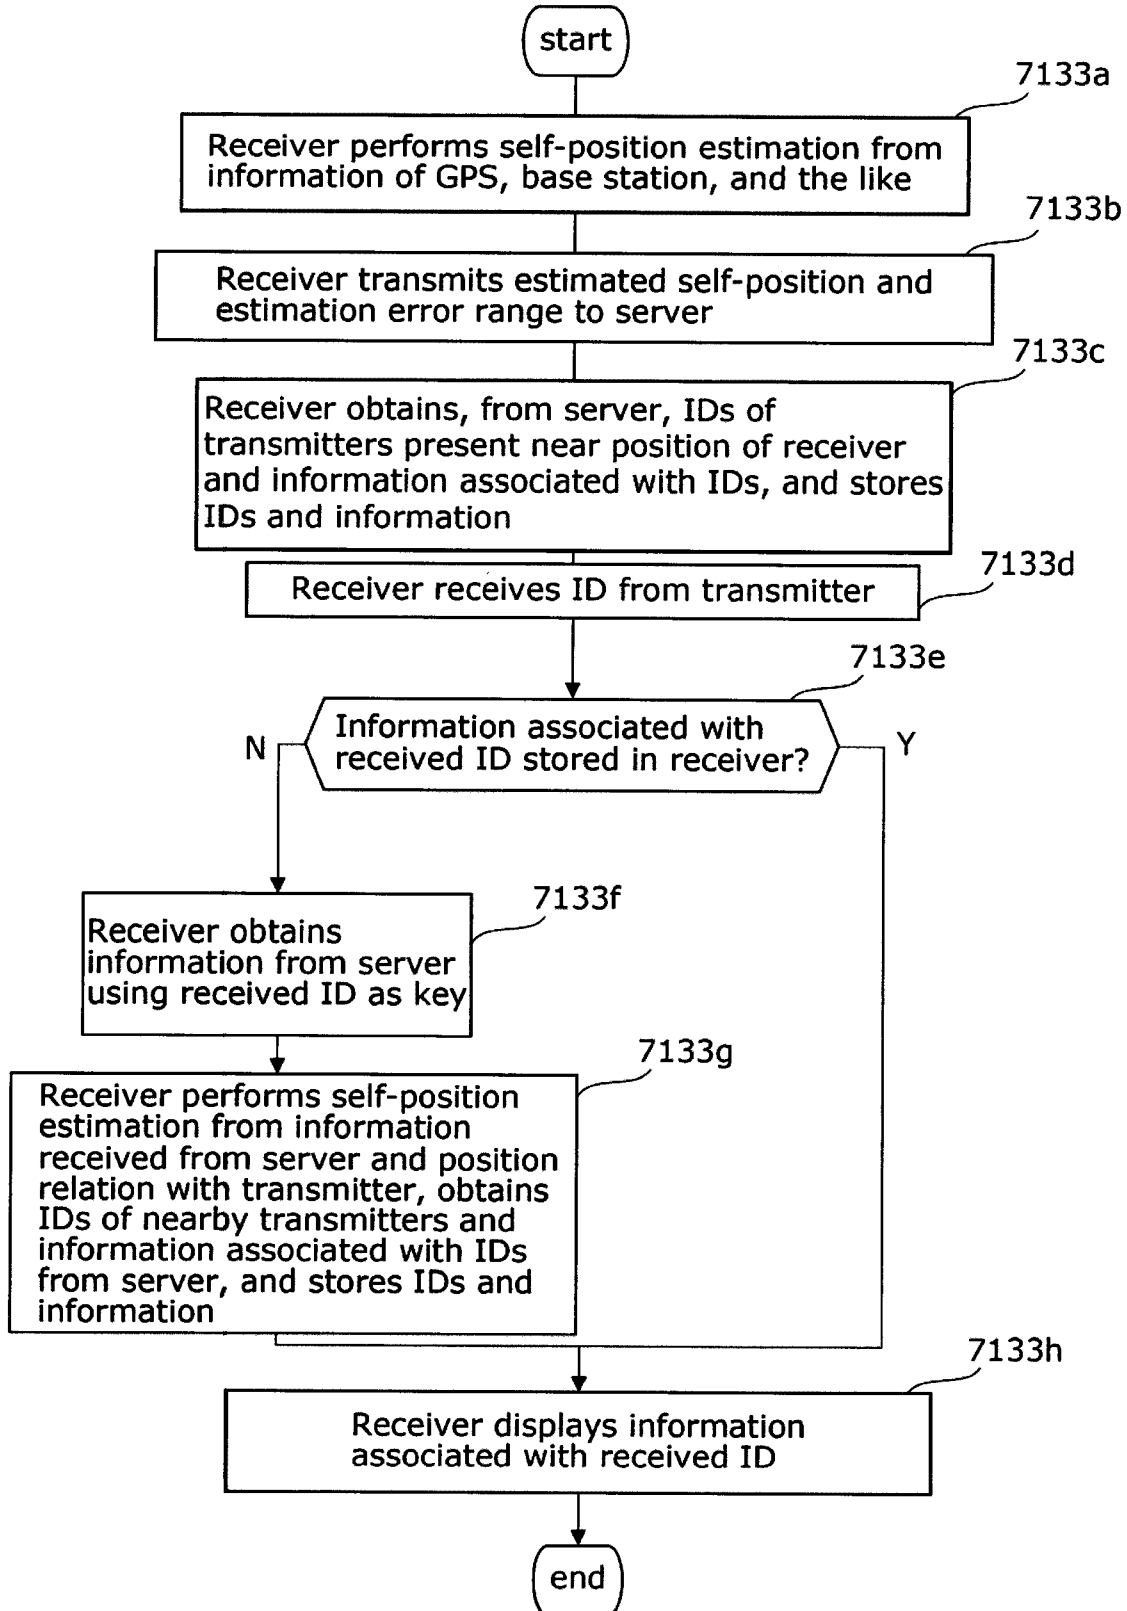 start
7133a
Receiver performs self-position estimation from
information of GPS, base station, and the like
7133b
Receiver transmits estimated self-position and
estimation error range to server
7133c
Receiver obtains, from server, IDs of
transmitters present near position of receiver
and information associated with IDs, and stores
IDs and information
7133d
Receiver receives ID from transmitter
7133e
Information associated with
received ID stored in receiver?
N
Y
7133f
Receiver obtains
information from server
using received ID as key
7133g
Receiver performs self-position
estimation from information
received from server and position
relation with transmitter, obtains
IDs of nearby transmitters and
information associated with IDs
from server, and stores IDs and
information
7133h
Receiver displays information
associated with received ID
end